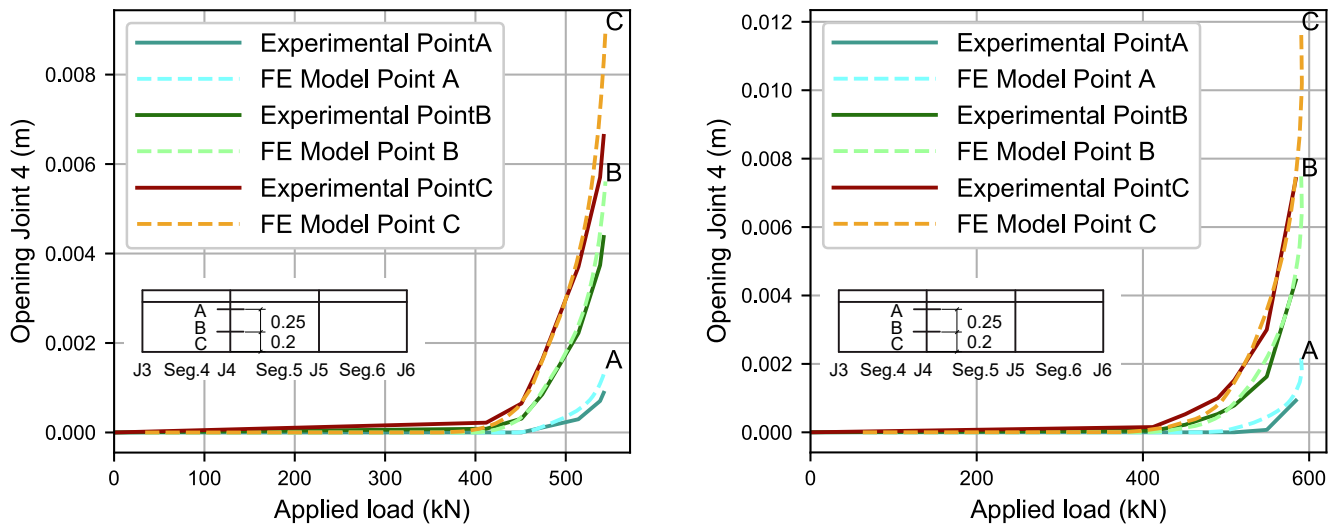 Opening Joint 4 (m)
0.008
0.006
0.004
0.002
0.000
Experimental PointA
FE Model Point A
Experimental PointB
FE Model Point B
Experimental PointC
FE Model Point C
C
B
A
A
B
C
0.25
0.2
J3 Seg.4 J4 Seg.5 J5 Seg.6 J6
0 100 200 300 400 500
Applied load (kN)
Opening Joint 4 (m)
0.012
0.010
0.008
0.006
0.004
0.002
0.000
Experimental PointA
FE Model Point A
Experimental PointB
FE Model Point B
Experimental PointC
FE Model Point C
C
B
A
A
B
C
0.25
0.2
J3 Seg.4 J4 Seg.5 J5 Seg.6 J6
0 200 400 600
Applied load (kN)